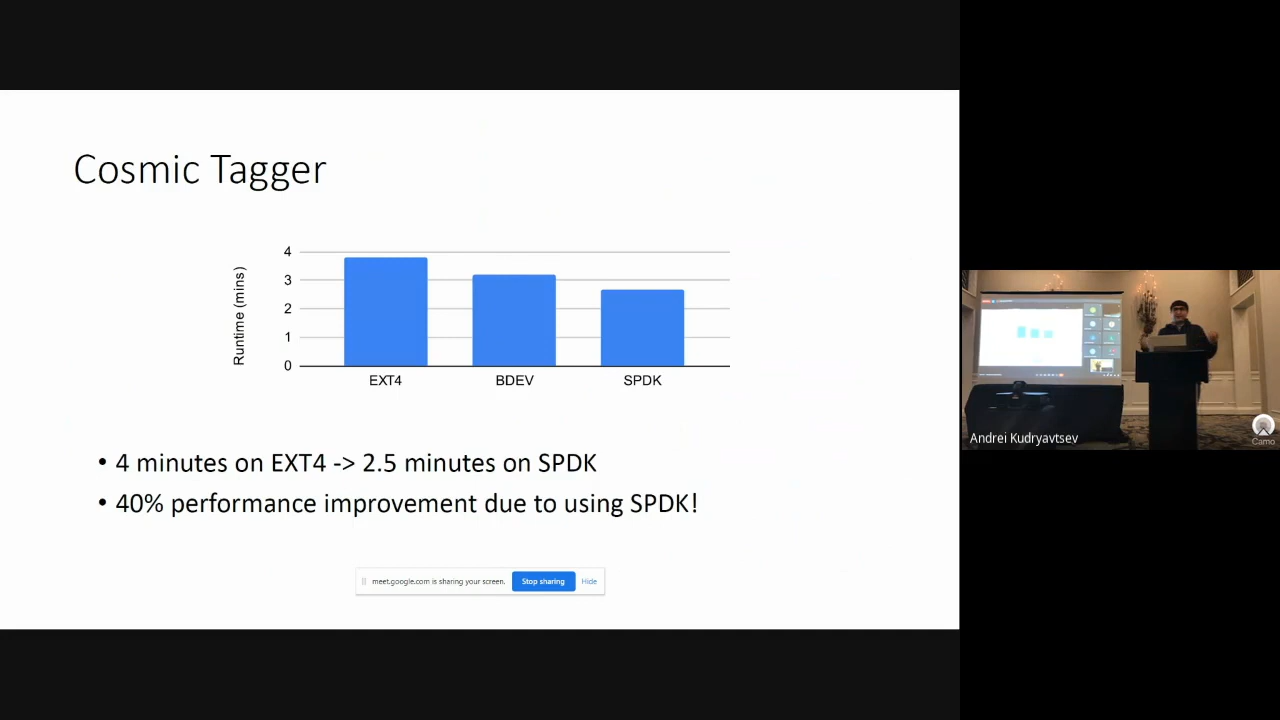 Cosmic Tagger
Runtime (mins)
4
3
2
1
0
EXT4
BDEV
SPDK
• 4 minutes on EXT4 -> 2.5 minutes on SPDK
• 40% performance improvement due to using SPDK!
meet.google.com is sharing your screen.
Stop sharing
Hide
Andrei Kudryavtsev
Camo